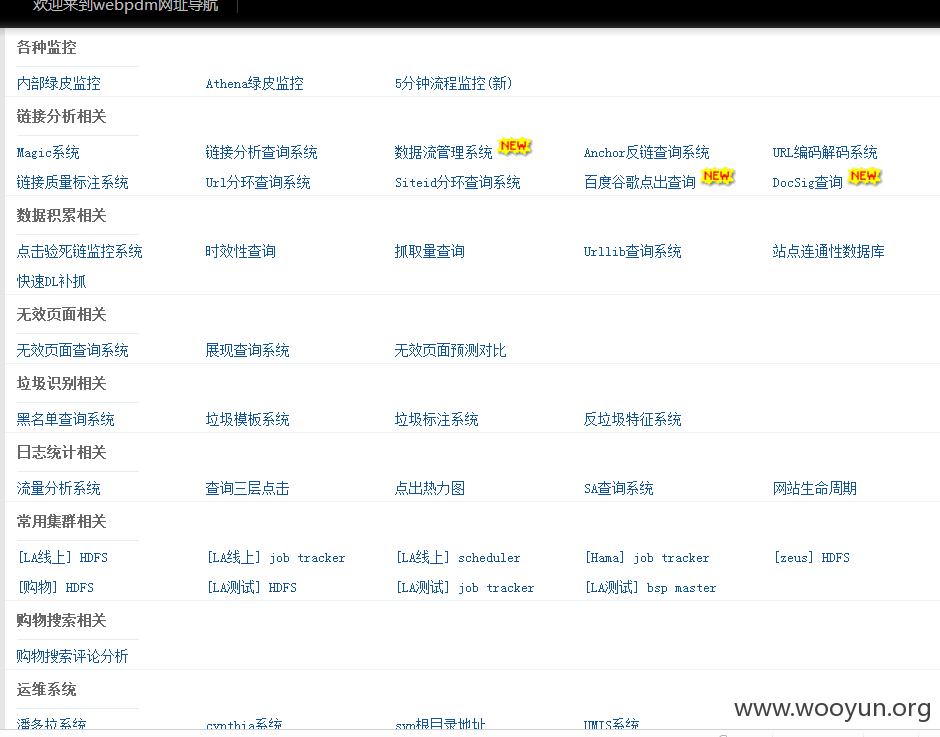 欢迎来到webpdm网址导航
各种监控
内部绿皮监控 Athena绿皮监控 5分钟流程监控(新)
链接分析相关
Magic系统 链接分析查询系统 数据流管理系统 NEW! Anchor反链查询系统 URL编码解码系统
链接质量标注系统 Url分环查询系统 Siteid分环查询系统 百度谷歌点出查询 NEW! DocSig查询 NEW!
数据积累相关
点击验死链监控系统 时效性查询 抓取量查询 Urllib查询系统 站点连通性数据库
快速DL补抓
无效页面相关
无效页面查询系统 展现查询系统 无效页面预测对比
垃圾识别相关
黑名单查询系统 垃圾模板系统 垃圾标注系统 反垃圾特征系统
日志统计相关
流量分析系统 查询三层点击 点出热力图 SA查询系统 网站生命周期
常用集群相关
[LA线上] HDFS [LA线上] job tracker [LA线上] scheduler [Hama] job tracker [zeus] HDFS
[购物] HDFS [LA测试] HDFS [LA测试] job tracker [LA测试] bsp master
购物搜索相关
购物搜索评论分析
运维系统
潘多拉系统 cynthia系统 svn根目录地址 UMIS系统
www.wooyun.org